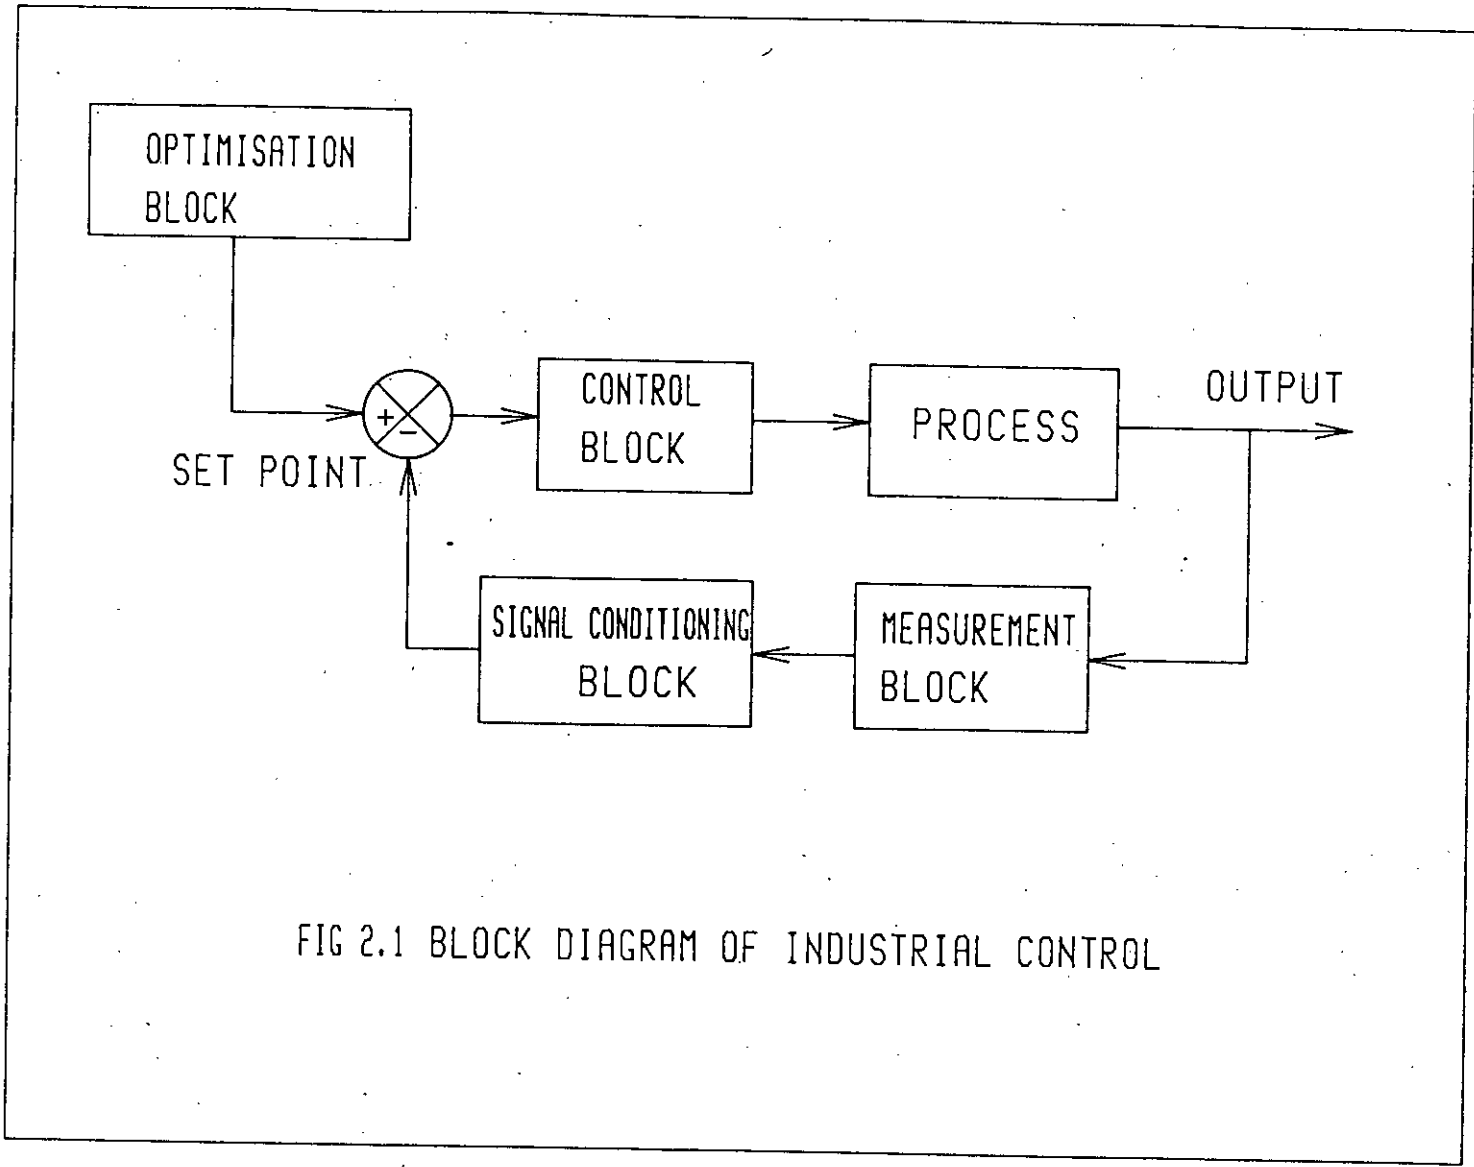 OPTIMISATION
BLOCK
SET POINT
+
-
CONTROL
BLOCK
PROCESS
OUTPUT
SIGNAL CONDITIONING
BLOCK
MEASUREMENT
BLOCK
FIG 2.1 BLOCK DIAGRAM OF INDUSTRIAL CONTROL